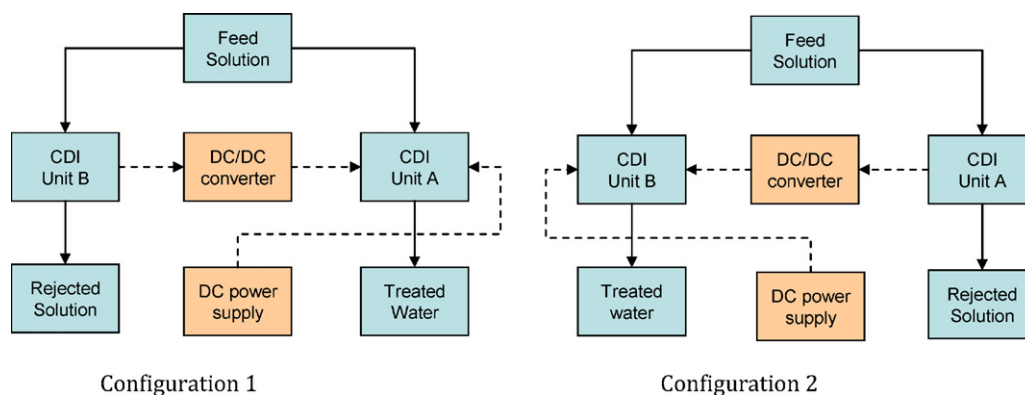 Feed
Solution
CDI
Unit B
DC/DC
converter
CDI
Unit A
Rejected
Solution
DC power
supply
Treated
Water
Configuration 1
Feed
Solution
CDI
Unit B
DC/DC
converter
CDI
Unit A
Treated
water
DC power
supply
Rejected
Solution
Configuration 2